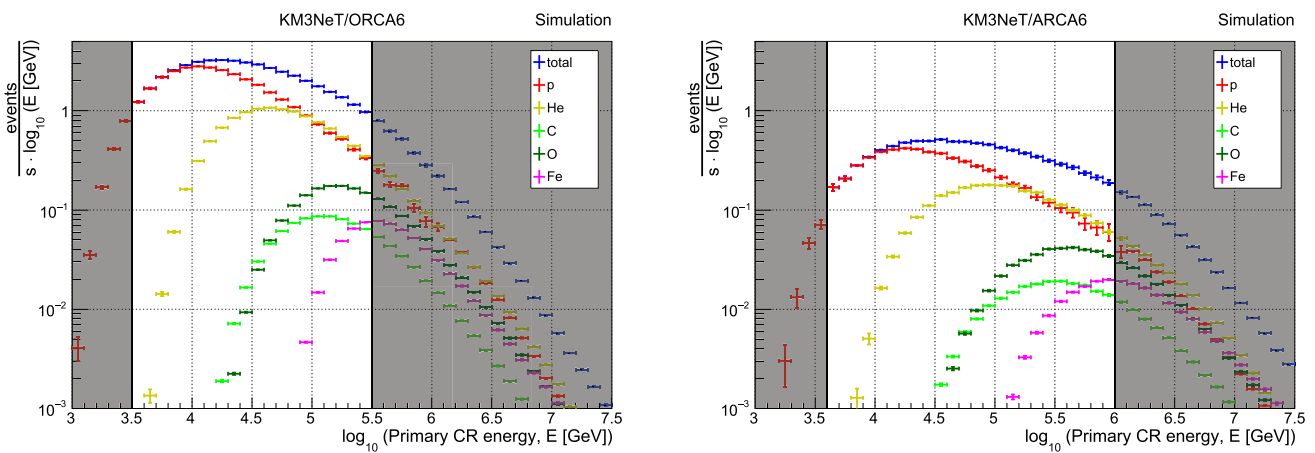 KM3NeT/ORCA6 Simulation
events
s · log10 (E [GeV])
total
p
He
C
O
Fe
1
10−1
10−2
10−3
3 3.5 4 4.5 5 5.5 6 6.5 7 7.5
log10 (Primary CR energy, E [GeV])
KM3NeT/ARCA6 Simulation
events
s · log10 (E [GeV])
total
p
He
C
O
Fe
1
10−1
10−2
10−3
3 3.5 4 4.5 5 5.5 6 6.5 7 7.5
log10 (Primary CR energy, E [GeV])